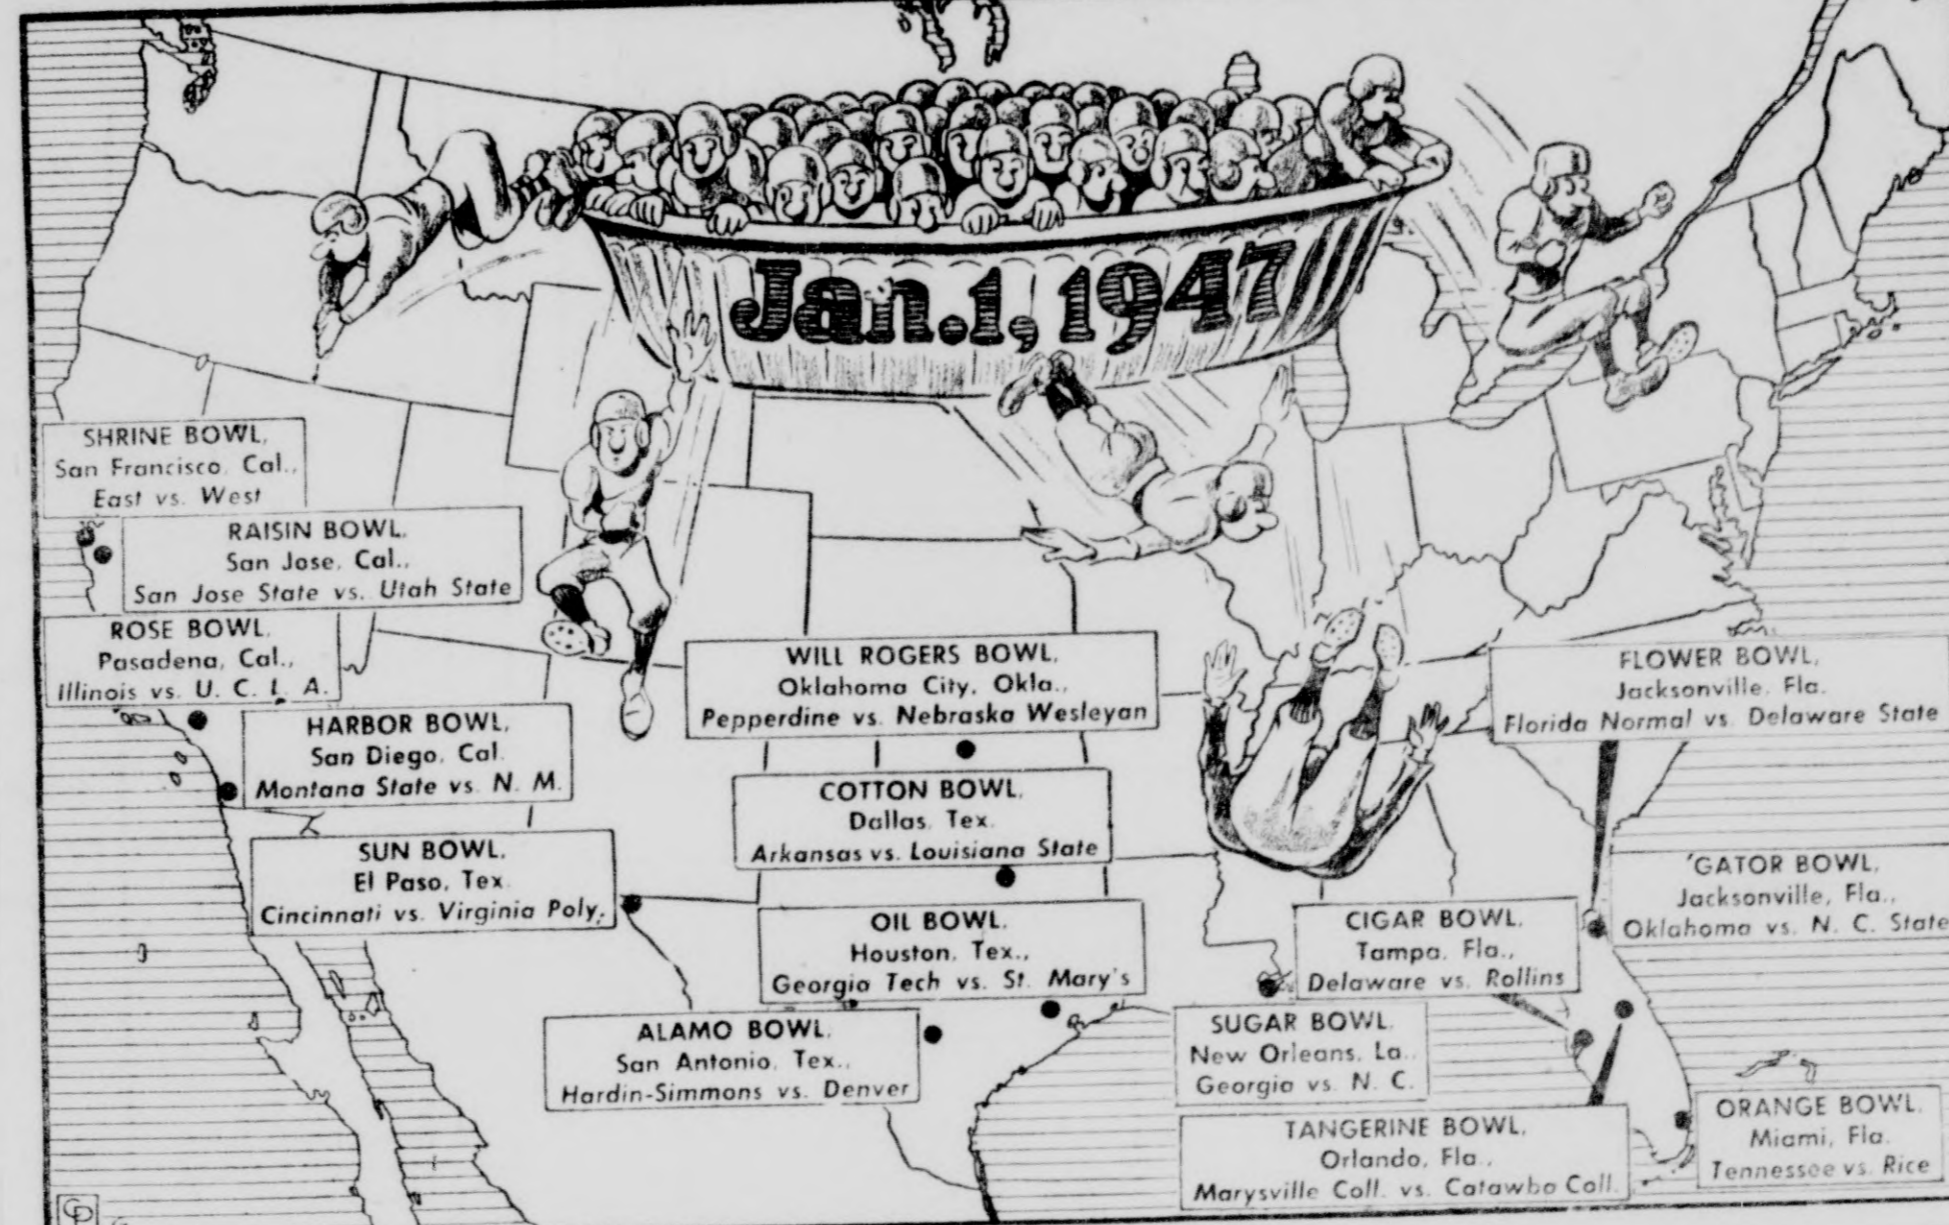 Jan. 1, 1947
SHRINE BOWL,
San Francisco, Cal.,
East vs. West
RAISIN BOWL,
San Jose, Cal.,
San Jose State vs. Utah State
ROSE BOWL,
Pasadena, Cal.,
Illinois vs. U. C. L. A.
HARBOR BOWL,
San Diego, Cal.
Montana State vs. N. M.
SUN BOWL,
El Paso, Tex.
Cincinnati vs. Virginia Poly.
WILL ROGERS BOWL,
Oklahoma City, Okla.,
Pepperdine vs. Nebraska Wesleyan
COTTON BOWL,
Dallas, Tex.
Arkansas vs. Louisiana State
OIL BOWL,
Houston, Tex.,
Georgia Tech vs. St. Mary's
ALAMO BOWL,
San Antonio, Tex.,
Hardin-Simmons vs. Denver
FLOWER BOWL,
Jacksonville, Fla.
Florida Normal vs. Delaware State
'GATOR BOWL,
Jacksonville, Fla.,
Oklahoma vs. N. C. State
CIGAR BOWL,
Tampa, Fla.,
Delaware vs. Rollins
SUGAR BOWL,
New Orleans, La.,
Georgia vs. N. C.
TANGERINE BOWL,
Orlando, Fla.,
Marysville Coll. vs. Catawba Coll.
ORANGE BOWL,
Miami, Fla.
Tennessee vs. Rice
CP